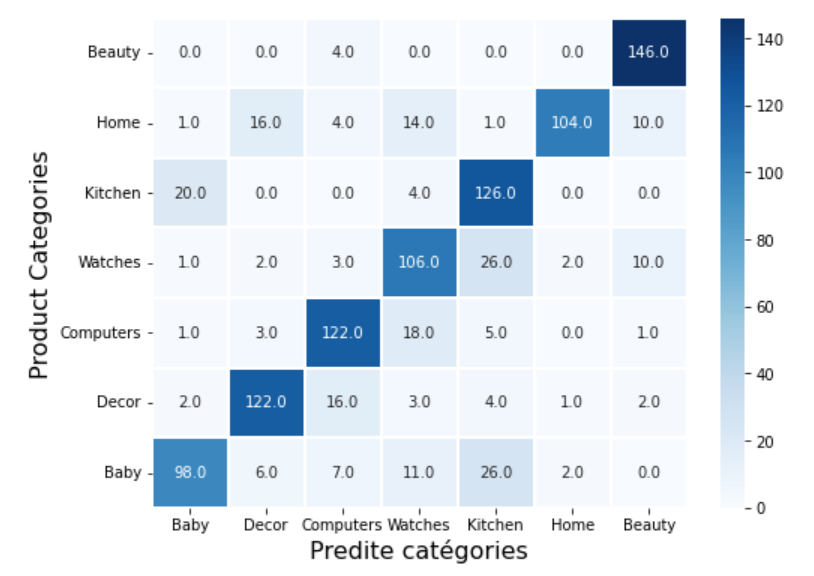 Product Categories
Beauty 0.0 0.0 4.0 0.0 0.0 0.0 146.0
Home 1.0 16.0 4.0 14.0 1.0 104.0 10.0
Kitchen 20.0 0.0 0.0 4.0 126.0 0.0 0.0
Watches 1.0 2.0 3.0 106.0 26.0 2.0 10.0
Computers 1.0 3.0 122.0 18.0 5.0 0.0 1.0
Decor 2.0 122.0 16.0 3.0 4.0 1.0 2.0
Baby 98.0 6.0 7.0 11.0 26.0 2.0 0.0
Baby Decor Computers Watches Kitchen Home Beauty
Predite catégories
140
120
100
80
60
40
20
0